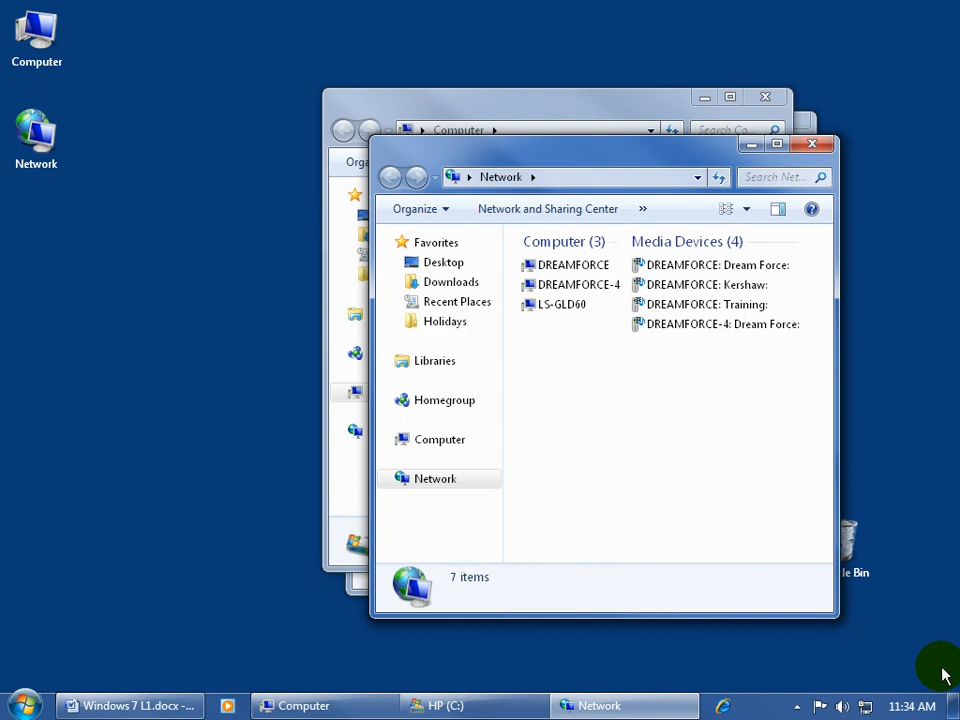 Computer
Network
Computer
Search Co...
Orga
Network
Search Net...
Organize
Network and Sharing Center
»
Favorites
Desktop
Downloads
Recent Places
Holidays
Libraries
Homegroup
Computer
Network
Computer (3)
DREAMFORCE
DREAMFORCE-4
LS-GLD60
Media Devices (4)
DREAMFORCE: Dream Force:
DREAMFORCE: Kershaw:
DREAMFORCE: Training:
DREAMFORCE-4: Dream Force:
7 items
le Bin
Windows 7 L1.docx -...
Computer
HP (C:)
Network
11:34 AM